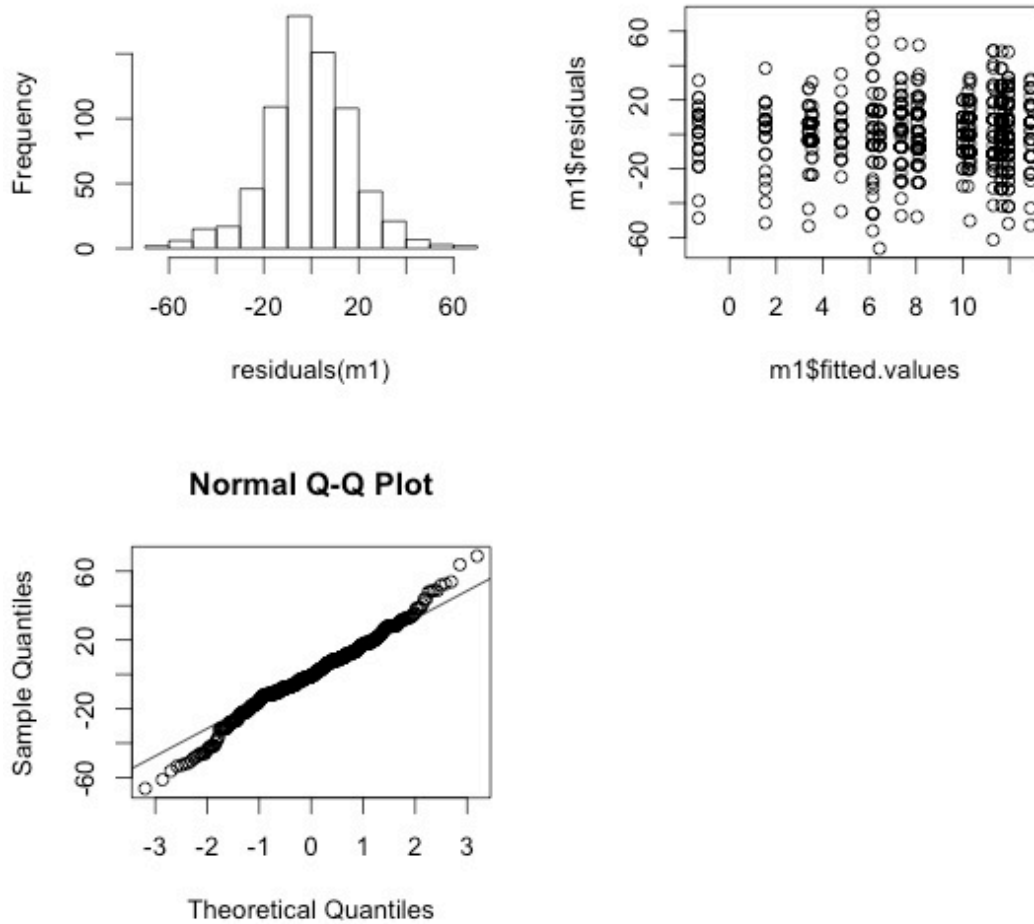 Frequency
0 50 100
-60 -20 20 60
residuals(m1)
m1$residuals
-60 -20 20 60
0 2 4 6 8 10
m1$fitted.values
Normal Q-Q Plot
Sample Quantiles
-60 -20 20 60
-3 -2 -1 0 1 2 3
Theoretical Quantiles